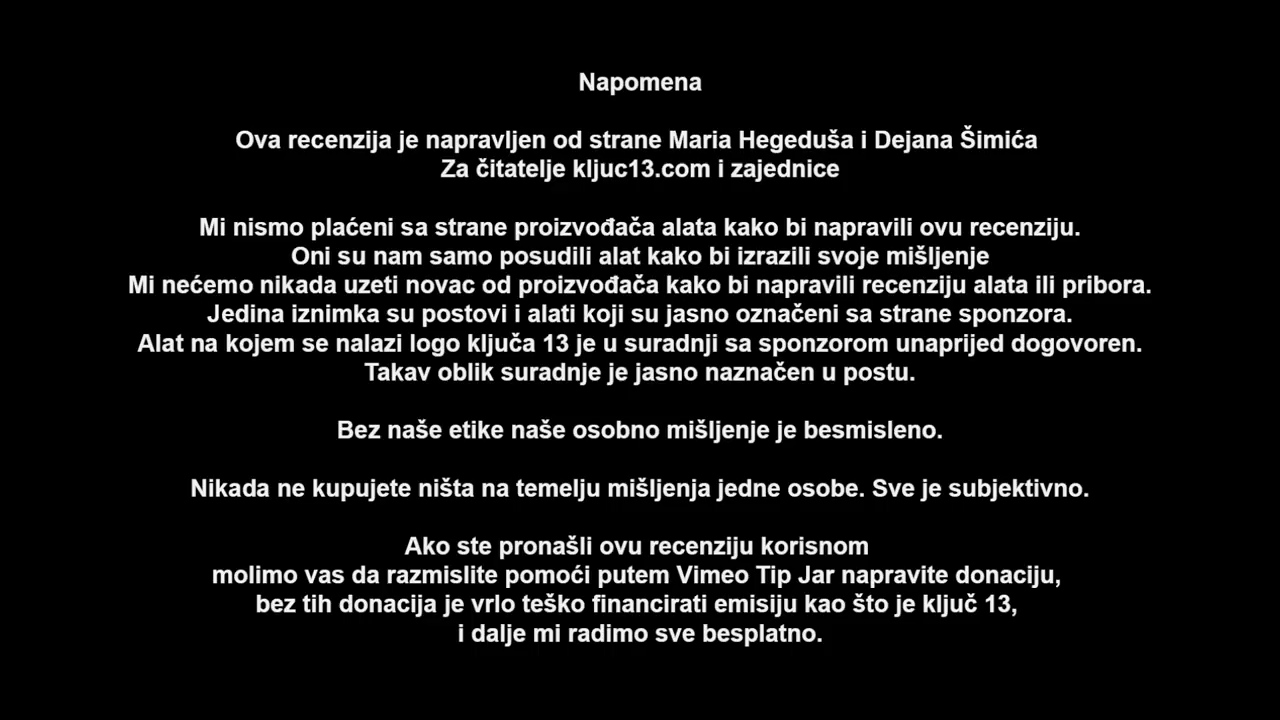 Napomena
Ova recenzija je napravljen od strane Maria Hegeduša i Dejana Šimića
Za čitatelje kljuc13.com i zajednice
Mi nismo plaćeni sa strane proizvođača alata kako bi napravili ovu recenziju.
Oni su nam samo posudili alat kako bi izrazili svoje mišljenje
Mi nećemo nikada uzeti novac od proizvođača kako bi napravili recenziju alata ili pribora.
Jedina iznimka su postovi i alati koji su jasno označeni sa strane sponzora.
Alat na kojem se nalazi logo ključa 13 je u suradnji sa sponzorom unaprijed dogovoren.
Takav oblik suradnje je jasno naznačen u postu.
Bez naše etike naše osobno mišljenje je besmisleno.
Nikada ne kupujete ništa na temelju mišljenja jedne osobe. Sve je subjektivno.
Ako ste pronašli ovu recenziju korisnom
molimo vas da razmislite pomoći putem Vimeo Tip Jar napravite donaciju,
bez tih donacija je vrlo teško financirati emisiju kao što je ključ 13,
i dalje mi radimo sve besplatno.